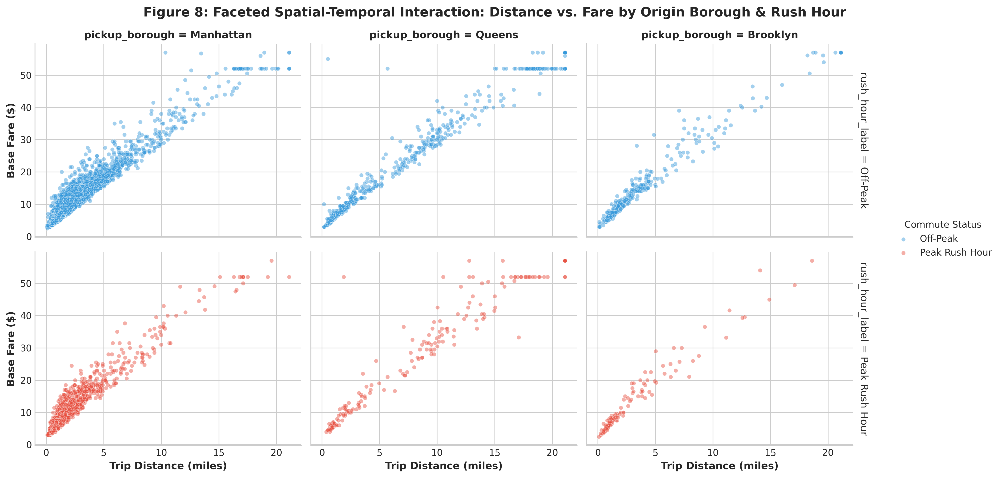 Figure 8: Faceted Spatial-Temporal Interaction: Distance vs. Fare by Origin Borough & Rush Hour
pickup_borough = Manhattan
pickup_borough = Queens
pickup_borough = Brooklyn
Base Fare ($)
50
40
30
20
10
0
rush_hour_label = Off-Peak
Commute Status
Off-Peak
Peak Rush Hour
Base Fare ($)
50
40
30
20
10
0
rush_hour_label = Peak Rush Hour
0 5 10 15 20
0 5 10 15 20
0 5 10 15 20
Trip Distance (miles)
Trip Distance (miles)
Trip Distance (miles)